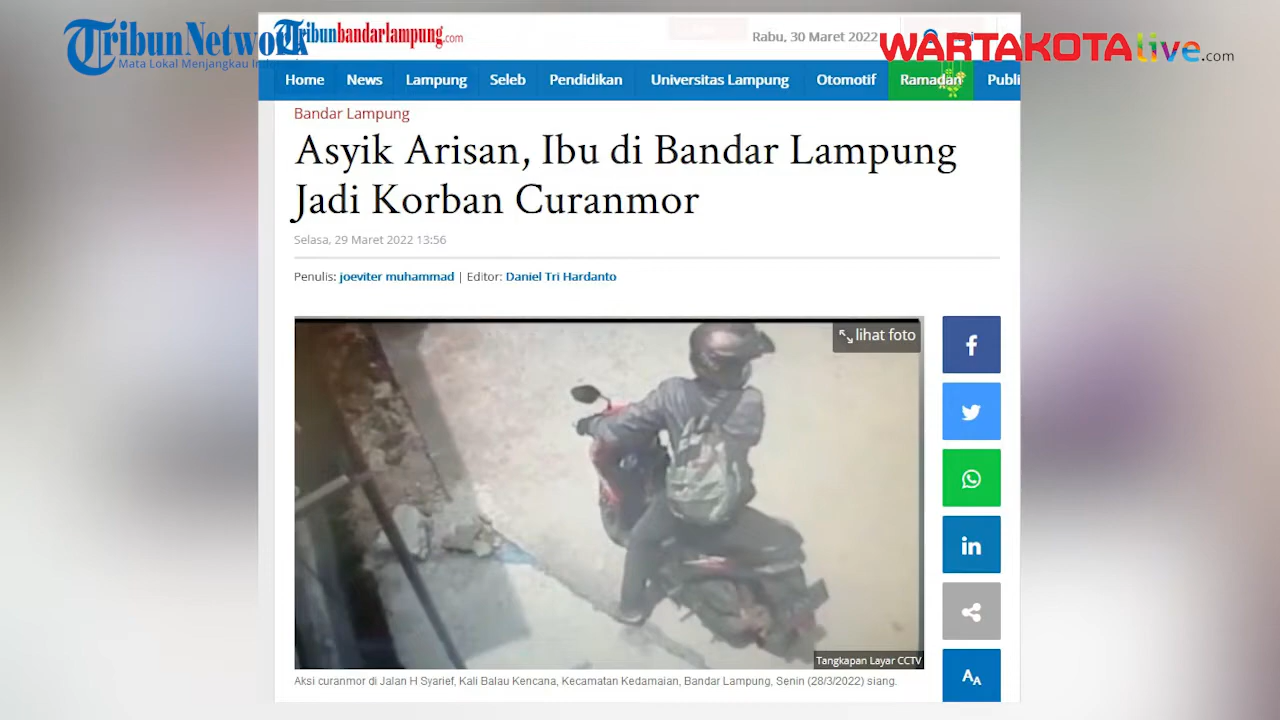 TribunNetwork
Mata Lokal Menjangkau
Tribunbandarlampung.com
Rabu, 30 Maret 2022
WARTAKOTAlive.com
Home News Lampung Seleb Pendidikan Universitas Lampung Otomotif Ramadan Publi
Bandar Lampung
Asyik Arisan, Ibu di Bandar Lampung
Jadi Korban Curanmor
Selasa, 29 Maret 2022 13:56
Penulis: joeviter muhammad | Editor: Daniel Tri Hardanto
lihat foto
Tangkapan Layar CCTV
Aksi curanmor di Jalan H Syarief, Kali Balau Kencana, Kecamatan Kedamaian, Bandar Lampung, Senin (28/3/2022) siang.
AA